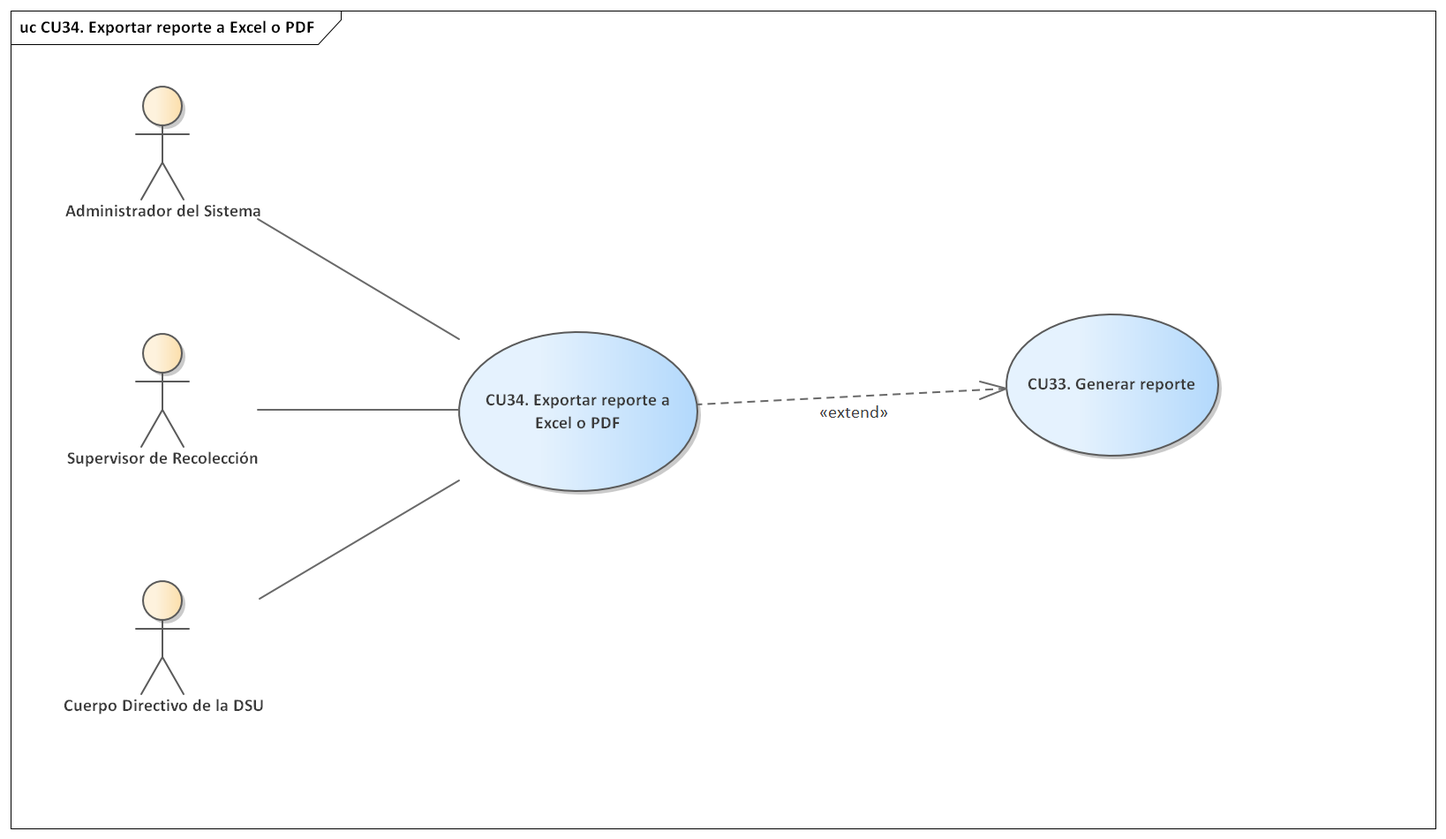 uc CU34. Exportar reporte a Excel o PDF
Administrador del Sistema
Supervisor de Recolección
CU34. Exportar reporte a
Excel o PDF
«extend»
CU33. Generar reporte
Cuerpo Directivo de la DSU